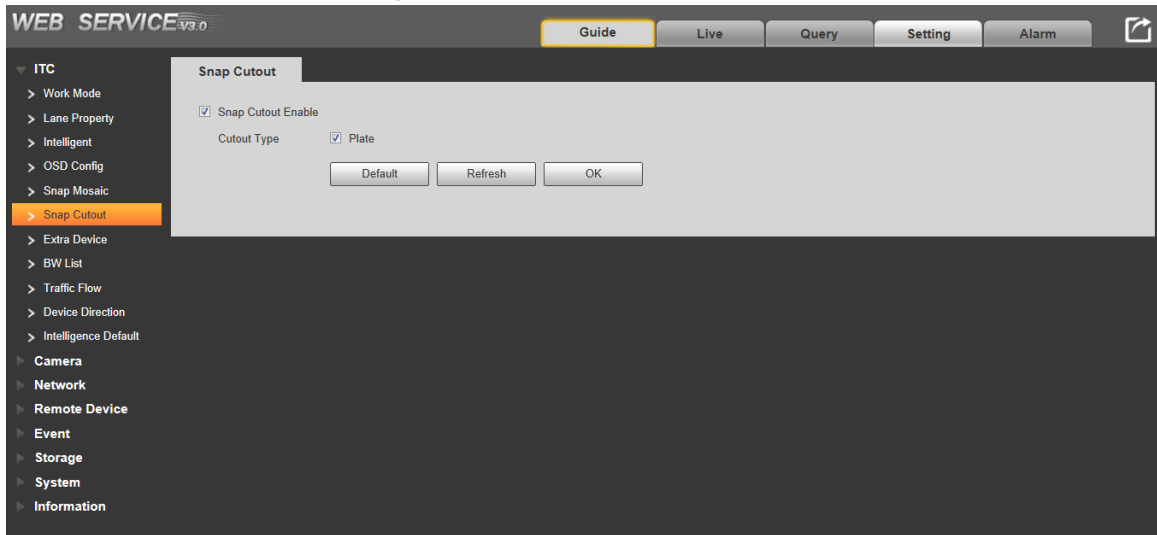 WEB SERVICE V3.0
Guide Live Query Setting Alarm
ITC
Work Mode
Lane Property
Intelligent
OSD Config
Snap Mosaic
Snap Cutout
Extra Device
BW List
Traffic Flow
Device Direction
Intelligence Default
Camera
Network
Remote Device
Event
Storage
System
Information
Snap Cutout
Snap Cutout Enable
Cutout Type Plate
Default Refresh OK